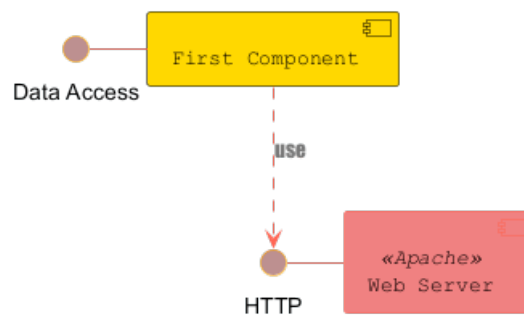 First Component
Data Access
use
«Apache»
Web Server
HTTP